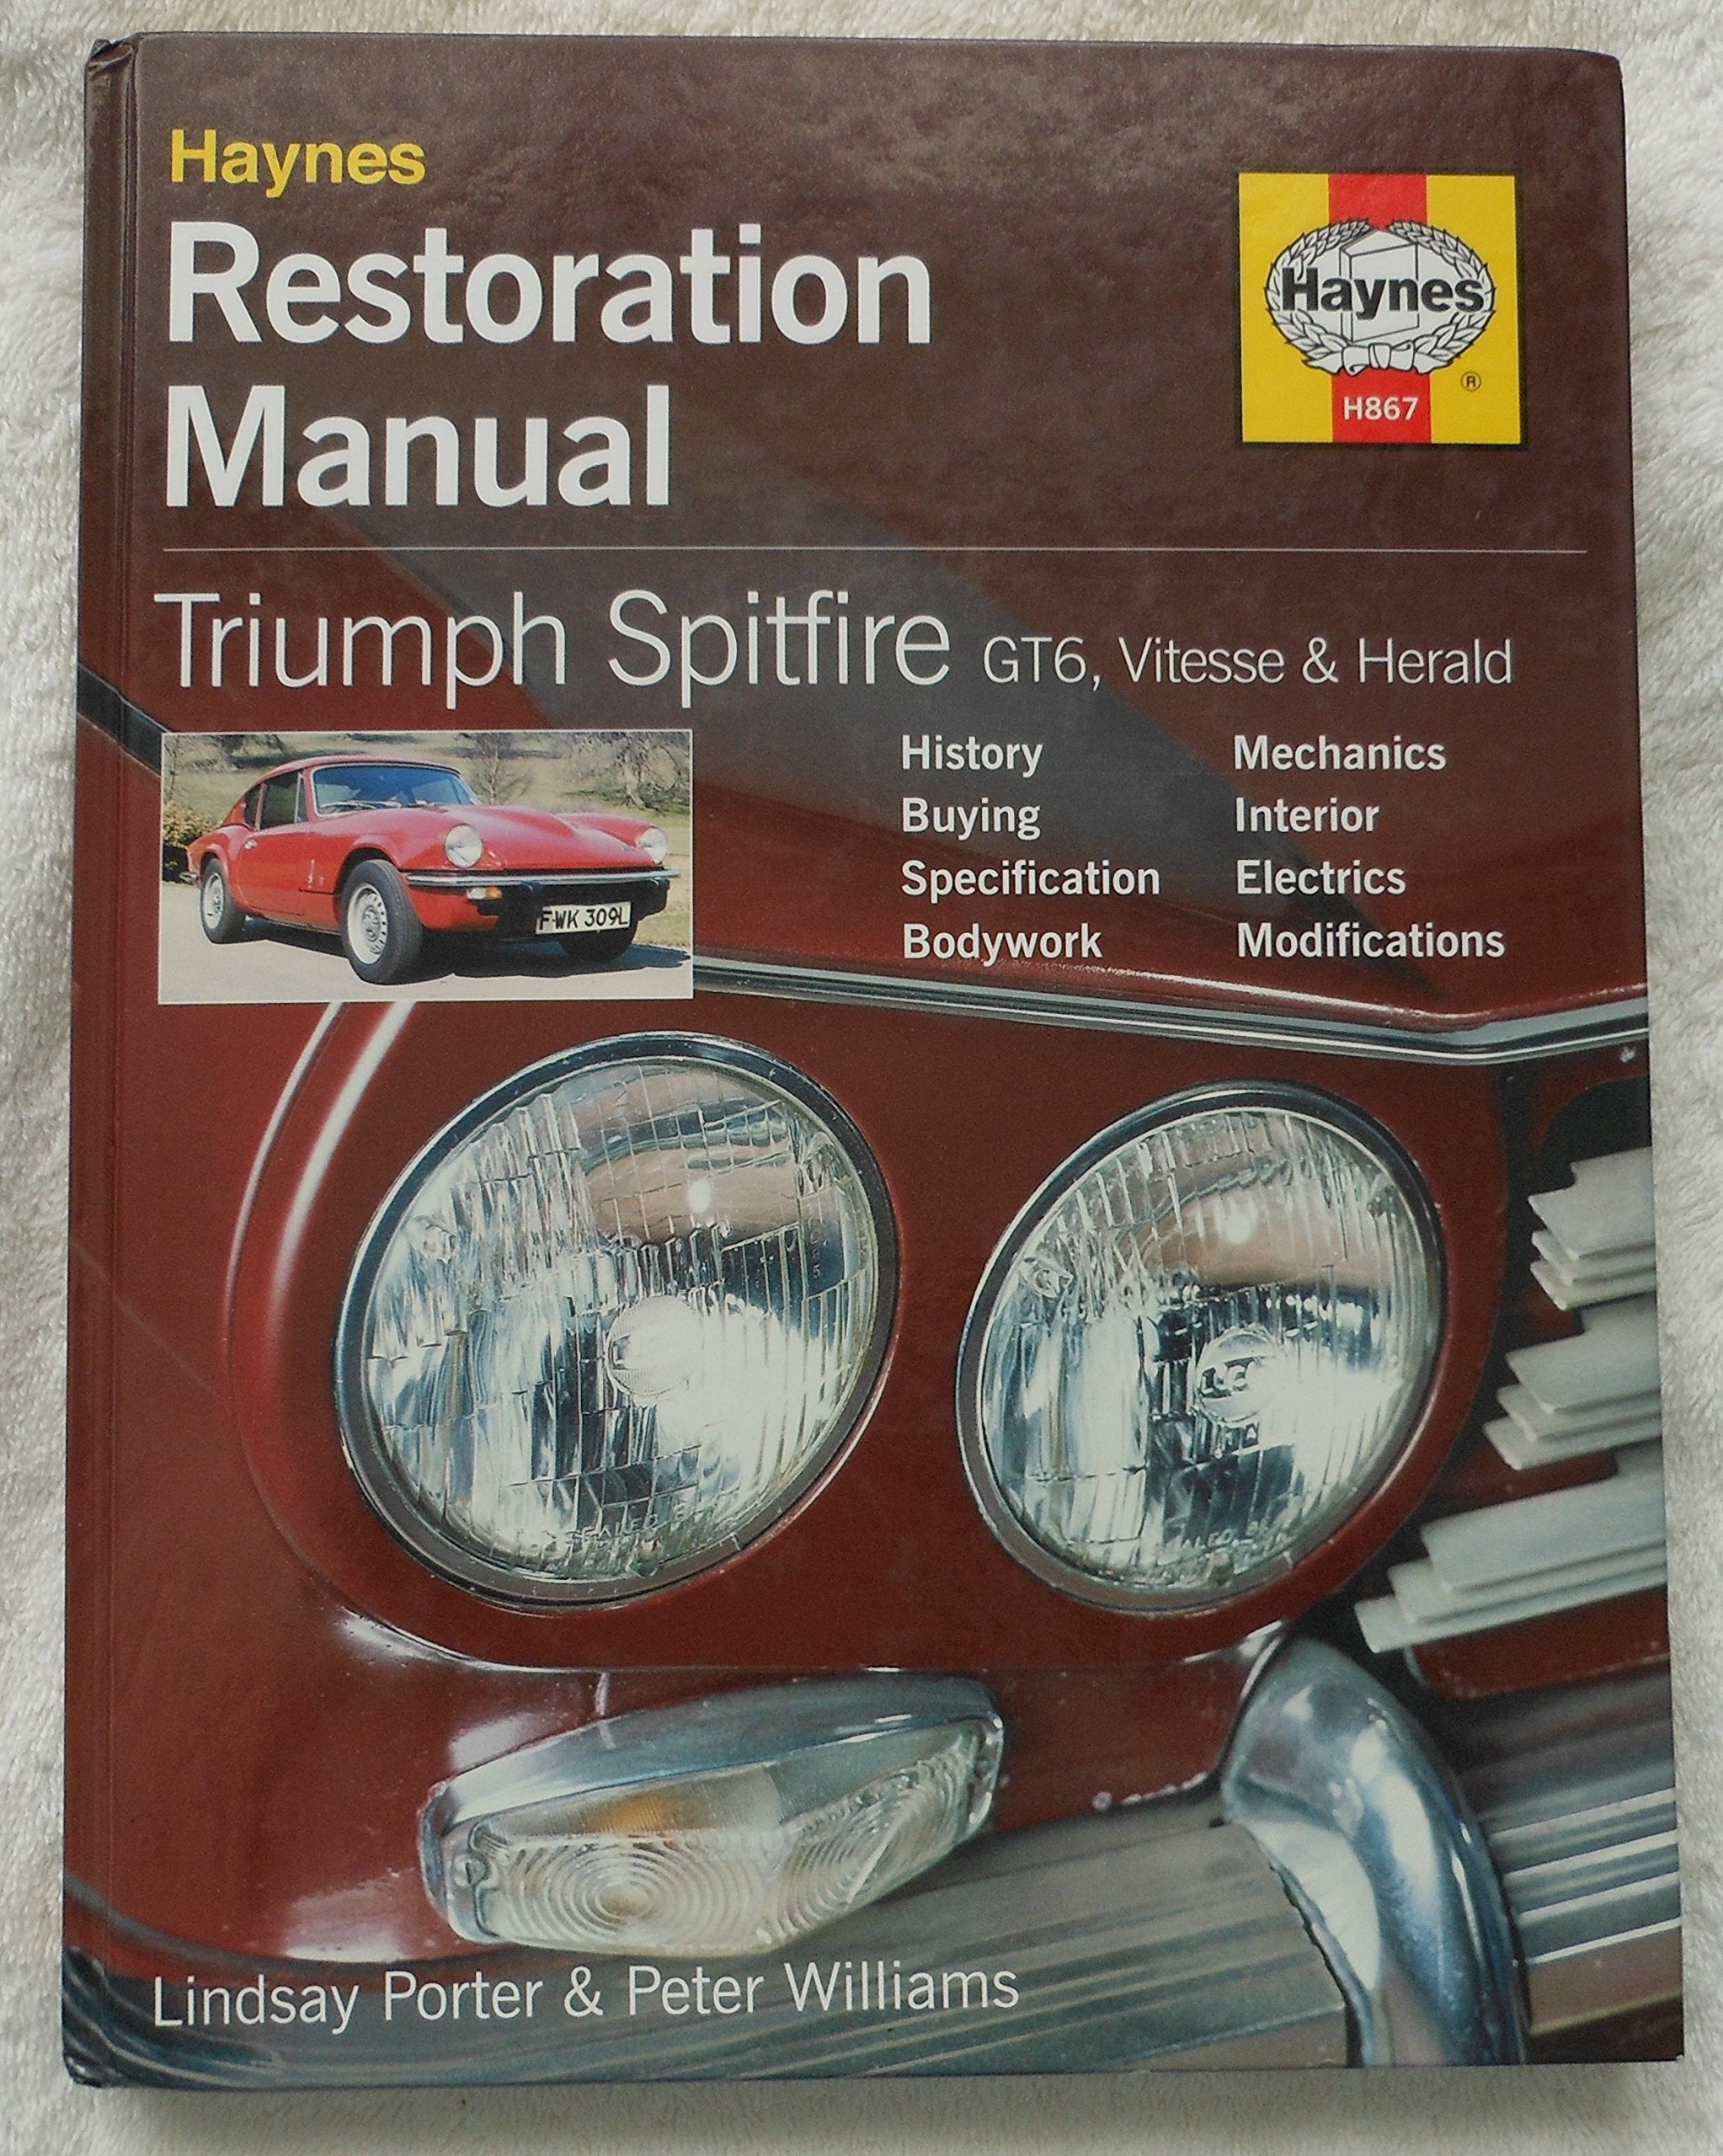 Haynes
Restoration
Manual
Haynes
®
H867
Triumph Spitfire GT6, Vitesse & Herald
History
Buying
Specification
Bodywork
Mechanics
Interior
Electrics
Modifications
FWK 309L
SEALED
Lindsay Porter & Peter Williams